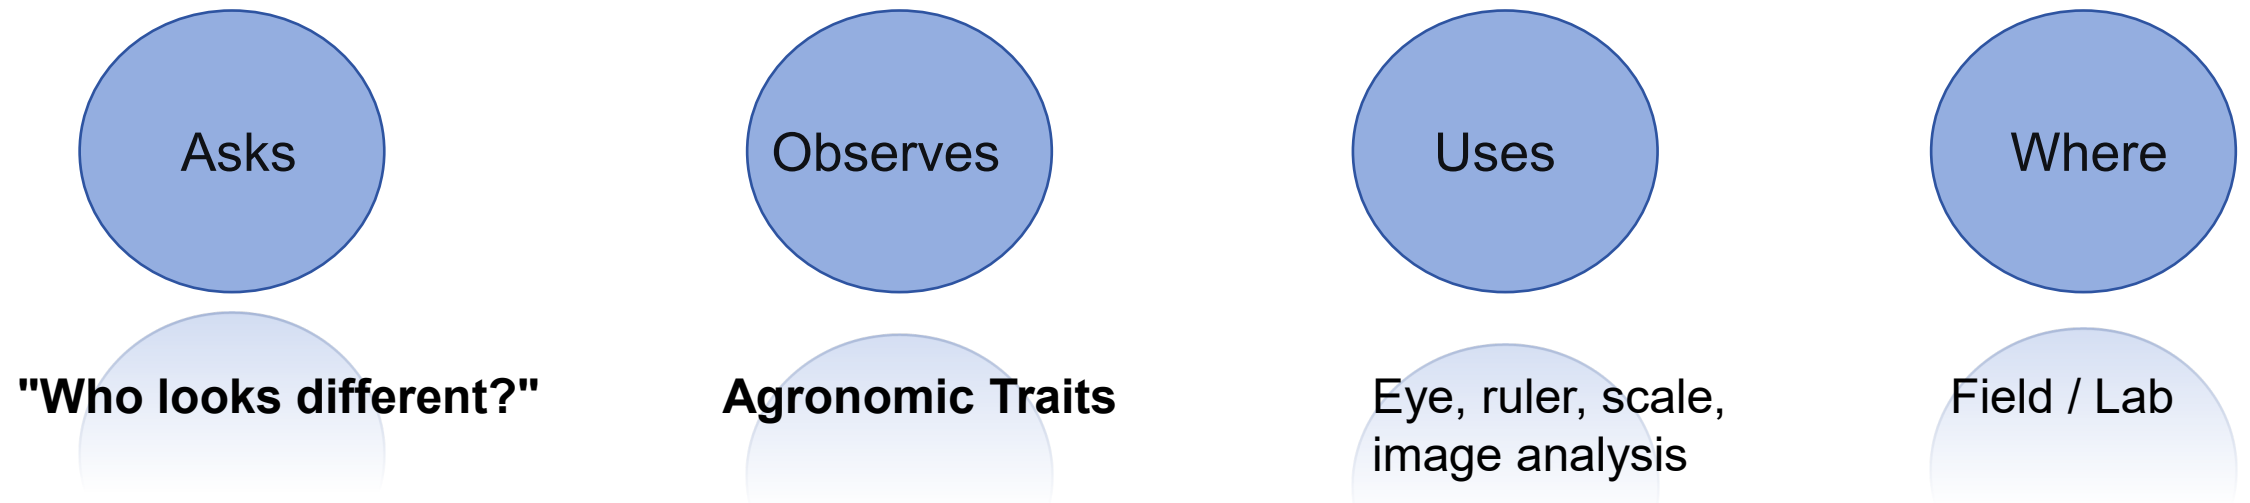 Asks
Observes
Uses
Where
"Who looks different?"
Agronomic Traits
Eye, ruler, scale,
image analysis
Field / Lab